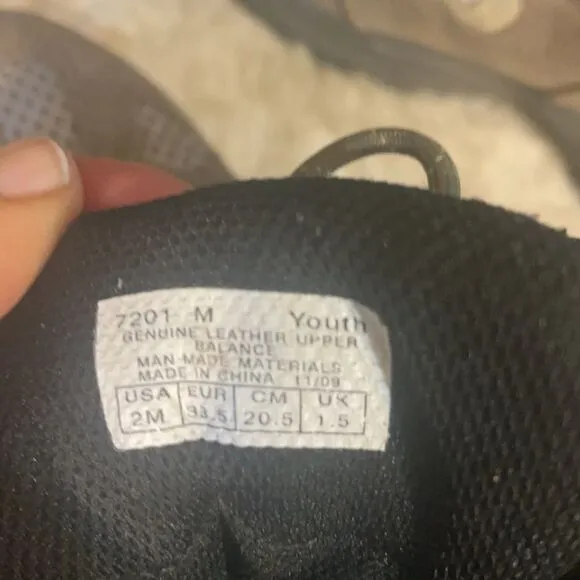 7201 M Youth
GENUINE LEATHER UPPER
BALANCE
MAN-MADE MATERIALS
MADE IN CHINA 11/09
USA EUR CM UK
2M 33.5 20.5 1.5